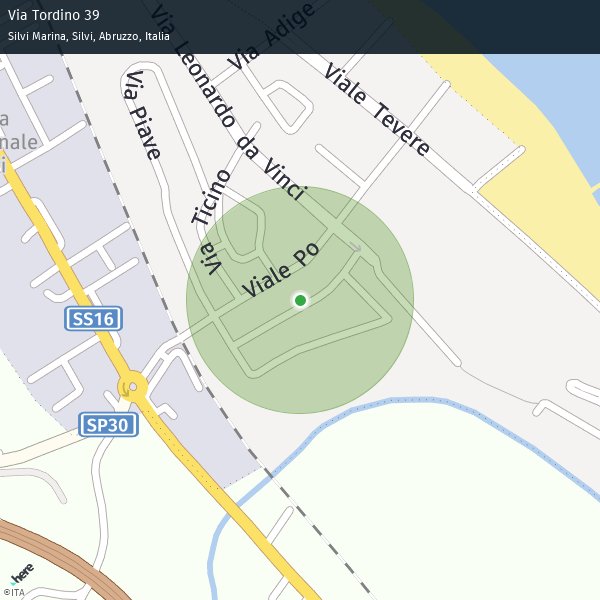 Via Tordino 39
Silvi Marina, Silvi, Abruzzo, Italia
Via Adige
Via Leonardo da Vinci
Viale Tevere
Via Piave
a
nale
i
Via Ticino
Viale Po
SS16
SP30
here
©ITA